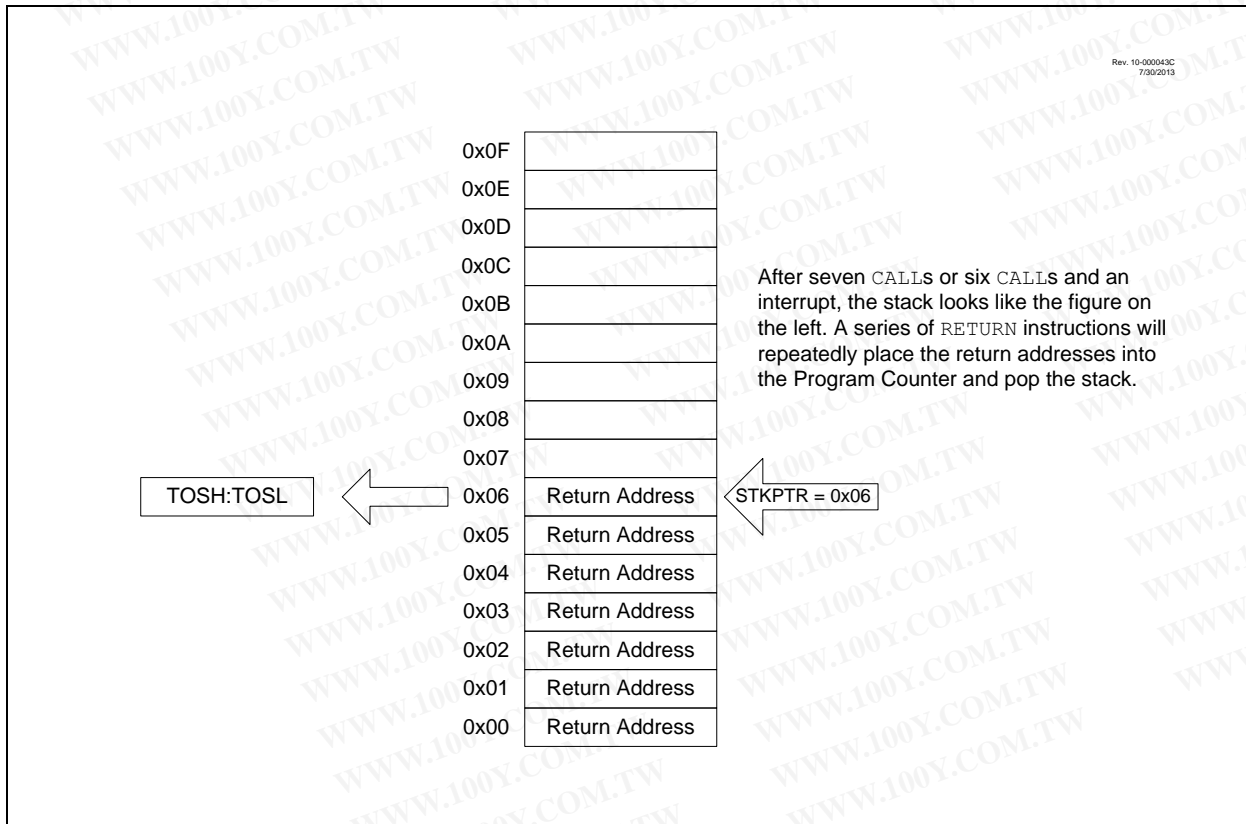 Rev. 10-000043C
7/30/2013
0x0F
0x0E
0x0D
0x0C
0x0B
0x0A
0x09
0x08
0x07
TOSH:TOSL
0x06 Return Address STKPTR = 0x06
0x05 Return Address
0x04 Return Address
0x03 Return Address
0x02 Return Address
0x01 Return Address
0x00 Return Address
After seven CALLs or six CALLs and an
interrupt, the stack looks like the figure on
the left. A series of RETURN instructions will
repeatedly place the return addresses into
the Program Counter and pop the stack.
WWW.100Y.COM.TW